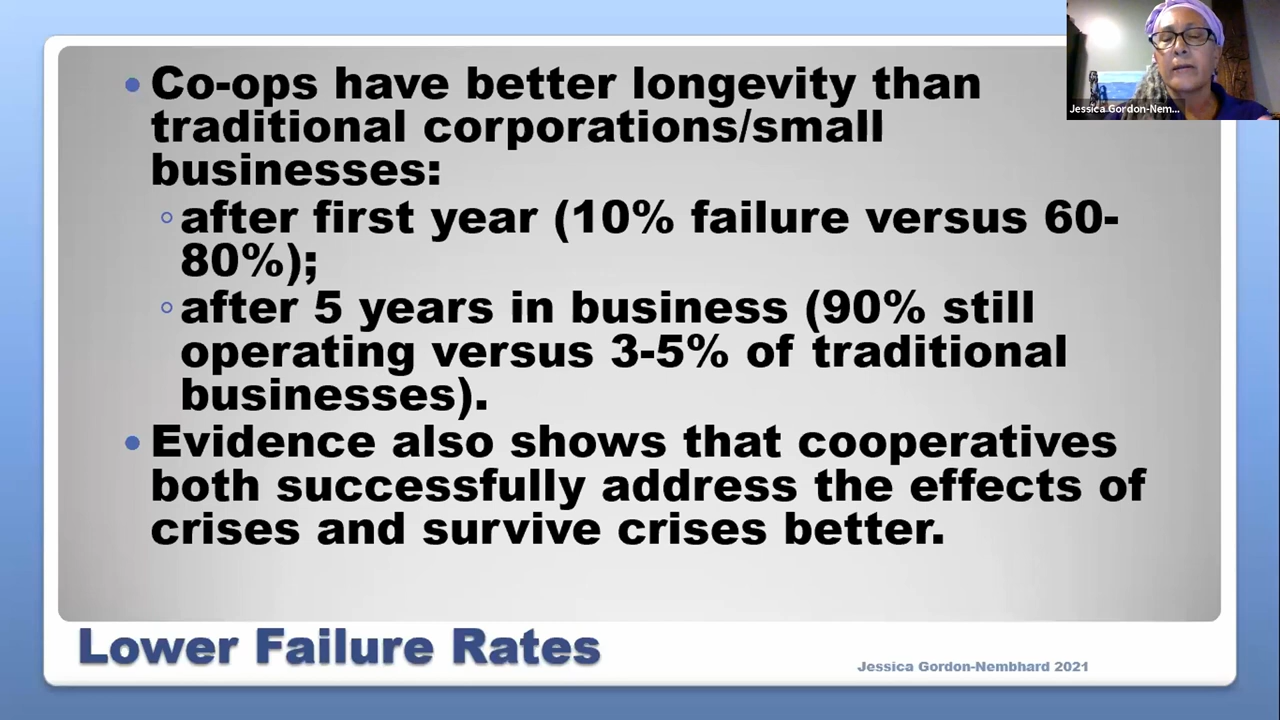 Co-ops have better longevity than
traditional corporations/small
businesses:
after first year (10% failure versus 60-
80%);
after 5 years in business (90% still
operating versus 3-5% of traditional
businesses).
Evidence also shows that cooperatives
both successfully address the effects of
crises and survive crises better.
Lower Failure Rates
Jessica Gordon-Nembhard 2021
Jessica Gordon-Nem...